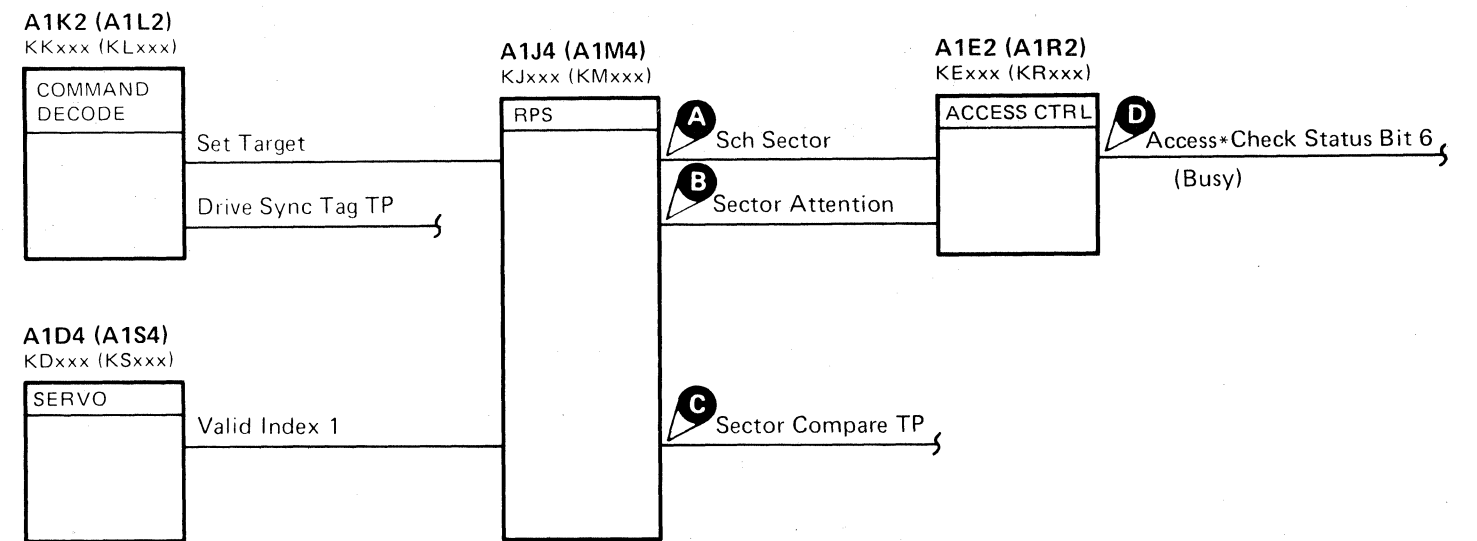 A1K2 (A1L2)
KKxxx (KLxxx)
COMMAND
DECODE
Set Target
Drive Sync Tag TP
A1D4 (A1S4)
KDxxx (KSxxx)
SERVO
Valid Index 1
A1J4 (A1M4)
KJxxx (KMxxx)
RPS
A
Sch Sector
B
Sector Attention
C
Sector Compare TP
A1E2 (A1R2)
KExxx (KRxxx)
ACCESS CTRL
D
Access*Check Status Bit 6
(Busy)